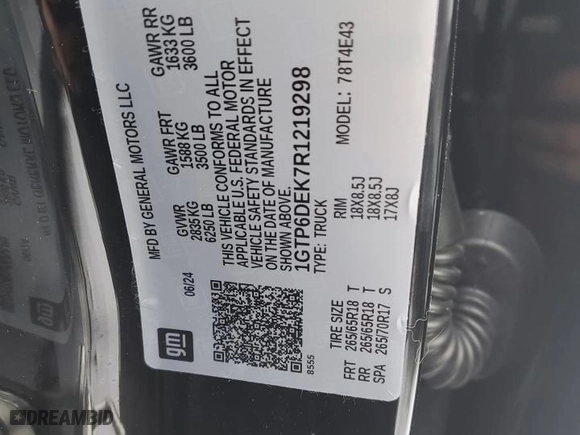 MFD BY GENERAL MOTORS LLC
GVWR GAWR FRT GAWR RR
2835 KG 1588 KG 1633 KG
6250 LB 3500 LB 3600 LB
THIS VEHICLE CONFORMS TO ALL
APPLICABLE U.S. FEDERAL MOTOR
VEHICLE SAFETY STANDARDS IN EFFECT
ON THE DATE OF MANUFACTURE
SHOWN ABOVE.
1GTP6DEK7R1219298
TYPE: TRUCK MODEL: 78T4E43
06/24
gm
8555
TIRE SIZE RIM
FRT 265/65R18 T 18X8.5J
RR 265/65R18 T 18X8.5J
SPA 265/70R17 S 17X8J
DREAMBID